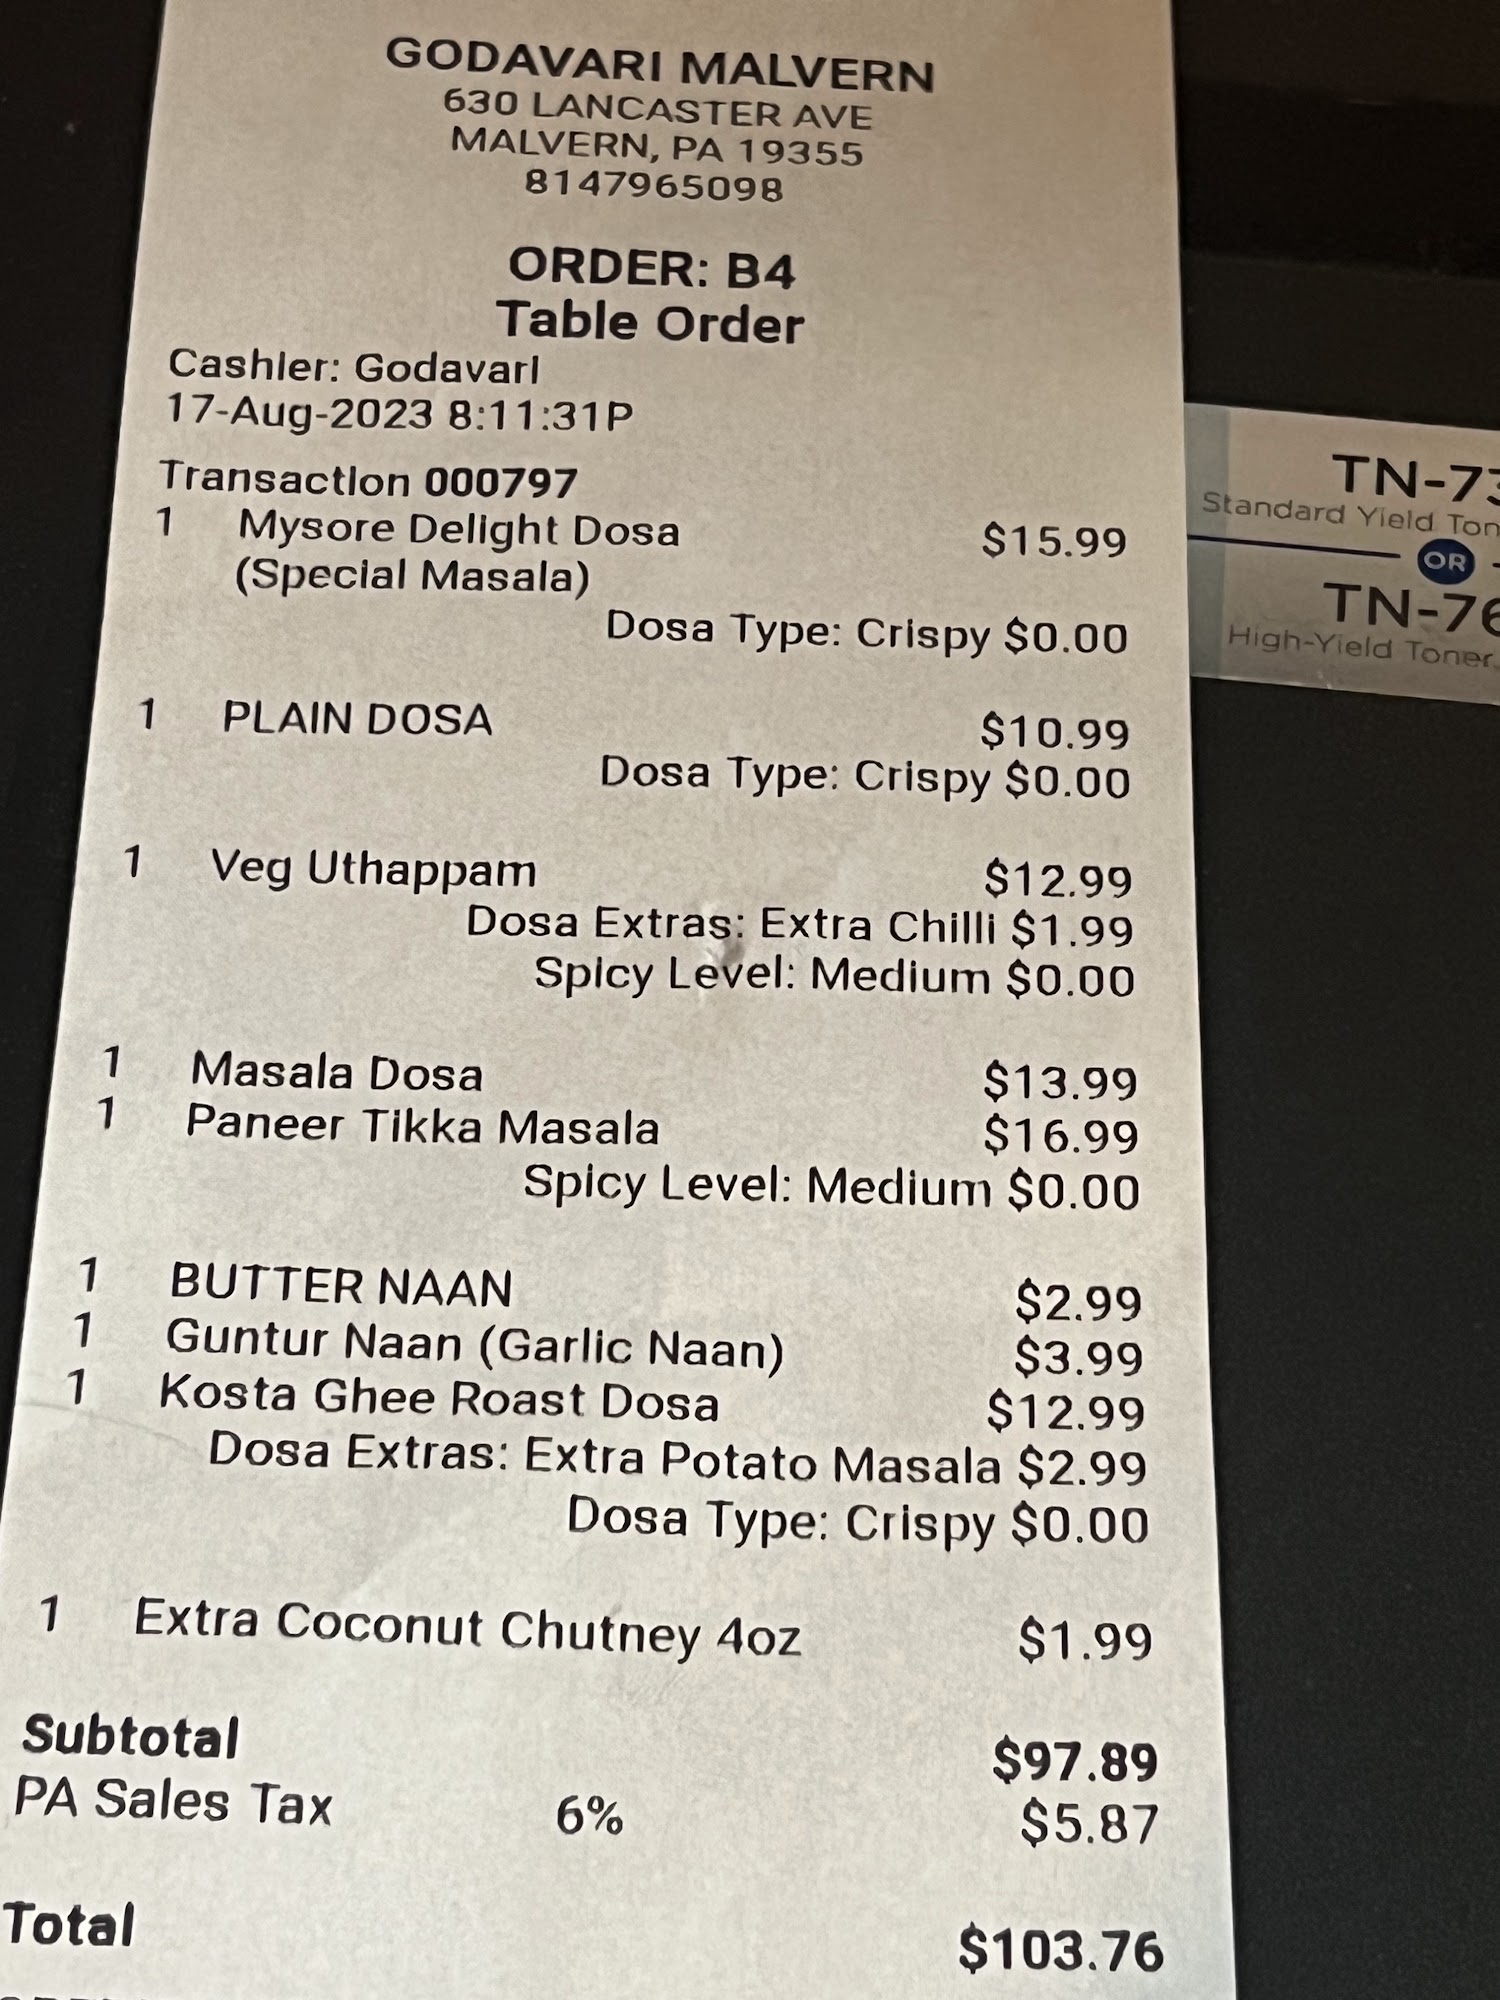 GODAVARI MALVERN
630 LANCASTER AVE
MALVERN, PA 19355
8147965098
ORDER: B4
Table Order
Cashier: Godavari
17-Aug-2023 8:11:31P
Transaction 000797
1 Mysore Delight Dosa $15.99
(Special Masala)
Dosa Type: Crispy $0.00
1 PLAIN DOSA $10.99
Dosa Type: Crispy $0.00
1 Veg Uthappam $12.99
Dosa Extras: Extra Chilli $1.99
Spicy Level: Medium $0.00
1 Masala Dosa $13.99
1 Paneer Tikka Masala $16.99
Spicy Level: Medium $0.00
1 BUTTER NAAN $2.99
1 Guntur Naan (Garlic Naan) $3.99
1 Kosta Ghee Roast Dosa $12.99
Dosa Extras: Extra Potato Masala $2.99
Dosa Type: Crispy $0.00
1 Extra Coconut Chutney 4oz $1.99
Subtotal $97.89
PA Sales Tax 6% $5.87
Total $103.76
TN-73
Standard Yield Ton
OR
TN-76
High-Yield Toner